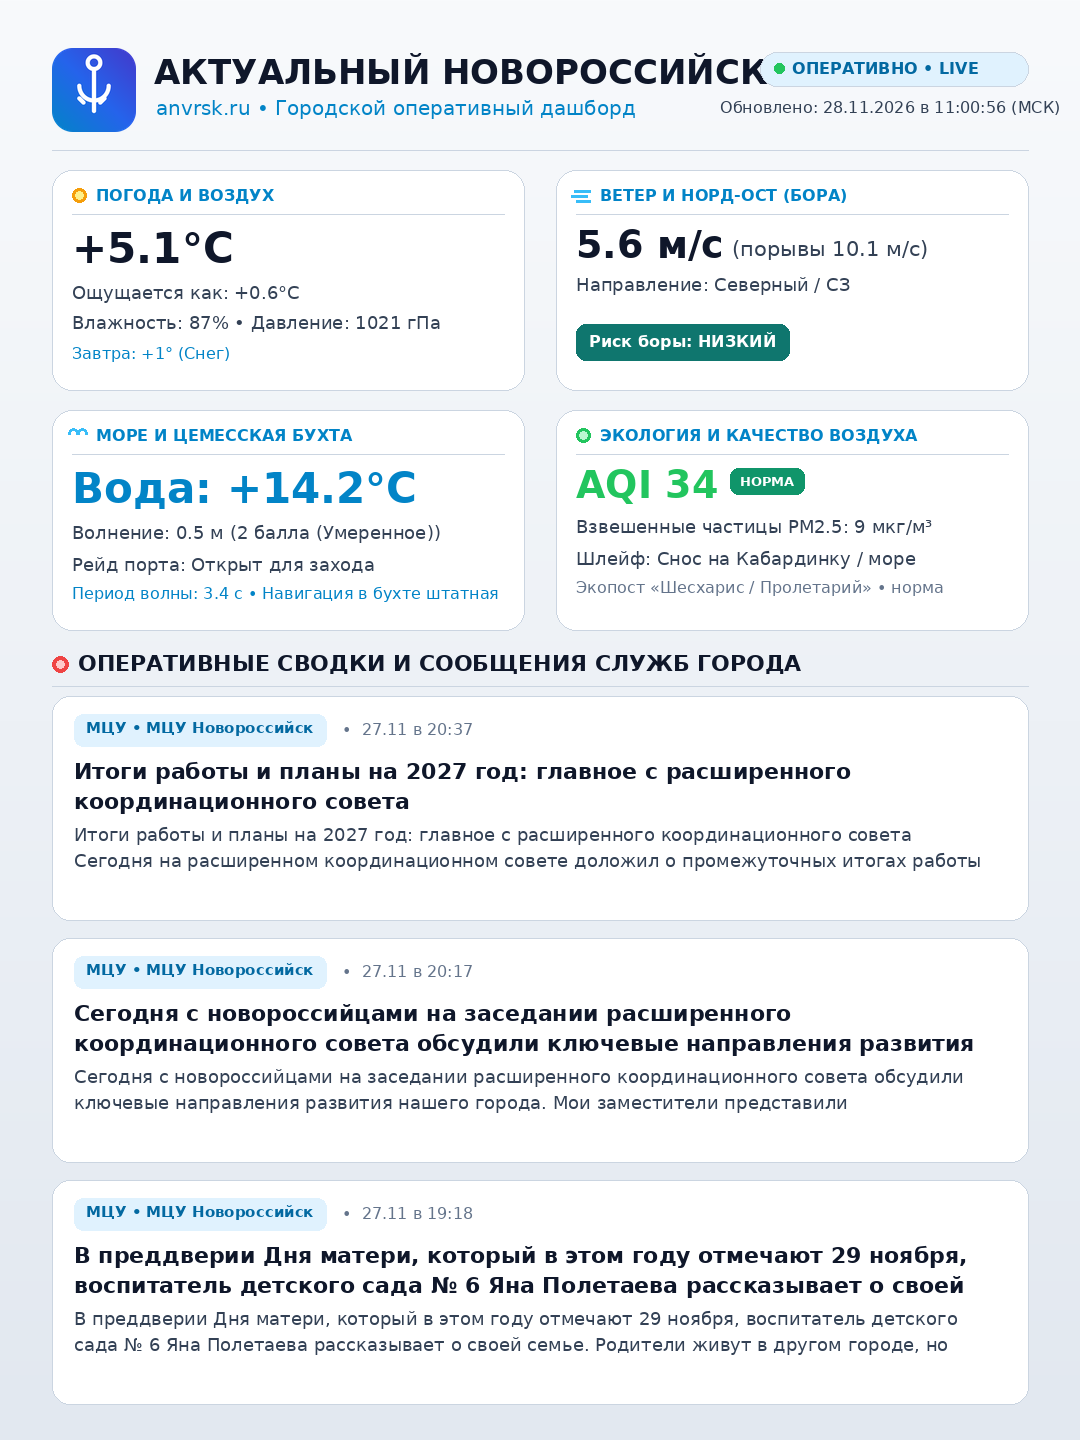 АКТУАЛЬНЫЙ НОВОРОССИЙСК
ОПЕРАТИВНО • LIVE
anvrsk.ru • Городской оперативный дашборд
Обновлено: 28.11.2026 в 11:00:56 (МСК)
ПОГОДА И ВОЗДУХ
+5.1°C
Ощущается как: +0.6°C
Влажность: 87% • Давление: 1021 гПа
Завтра: +1° (Снег)
ВЕТЕР И НОРД-ОСТ (БОРА)
5.6 м/с (порывы 10.1 м/с)
Направление: Северный / СЗ
Риск боры: НИЗКИЙ
МОРЕ И ЦЕМЕССКАЯ БУХТА
Вода: +14.2°C
Волнение: 0.5 м (2 балла (Умеренное))
Рейд порта: Открыт для захода
Период волны: 3.4 с • Навигация в бухте штатная
ЭКОЛОГИЯ И КАЧЕСТВО ВОЗДУХА
AQI 34 НОРМА
Взвешенные частицы PM2.5: 9 мкг/м³
Шлейф: Снос на Кабардинку / море
Экопост «Шесхарис / Пролетарий» • норма
ОПЕРАТИВНЫЕ СВОДКИ И СООБЩЕНИЯ СЛУЖБ ГОРОДА
МЦУ • МЦУ Новороссийск • 27.11 в 20:37
Итоги работы и планы на 2027 год: главное с расширенного
координационного совета
Итоги работы и планы на 2027 год: главное с расширенного координационного совета
Сегодня на расширенном координационном совете доложил о промежуточных итогах работы
МЦУ • МЦУ Новороссийск • 27.11 в 20:17
Сегодня с новороссийцами на заседании расширенного
координационного совета обсудили ключевые направления развития
Сегодня с новороссийцами на заседании расширенного координационного совета обсудили
ключевые направления развития нашего города. Мои заместители представили
МЦУ • МЦУ Новороссийск • 27.11 в 19:18
В преддверии Дня матери, который в этом году отмечают 29 ноября,
воспитатель детского сада № 6 Яна Полетаева рассказывает о своей
В преддверии Дня матери, который в этом году отмечают 29 ноября, воспитатель детского
сада № 6 Яна Полетаева рассказывает о своей семье. Родители живут в другом городе, но